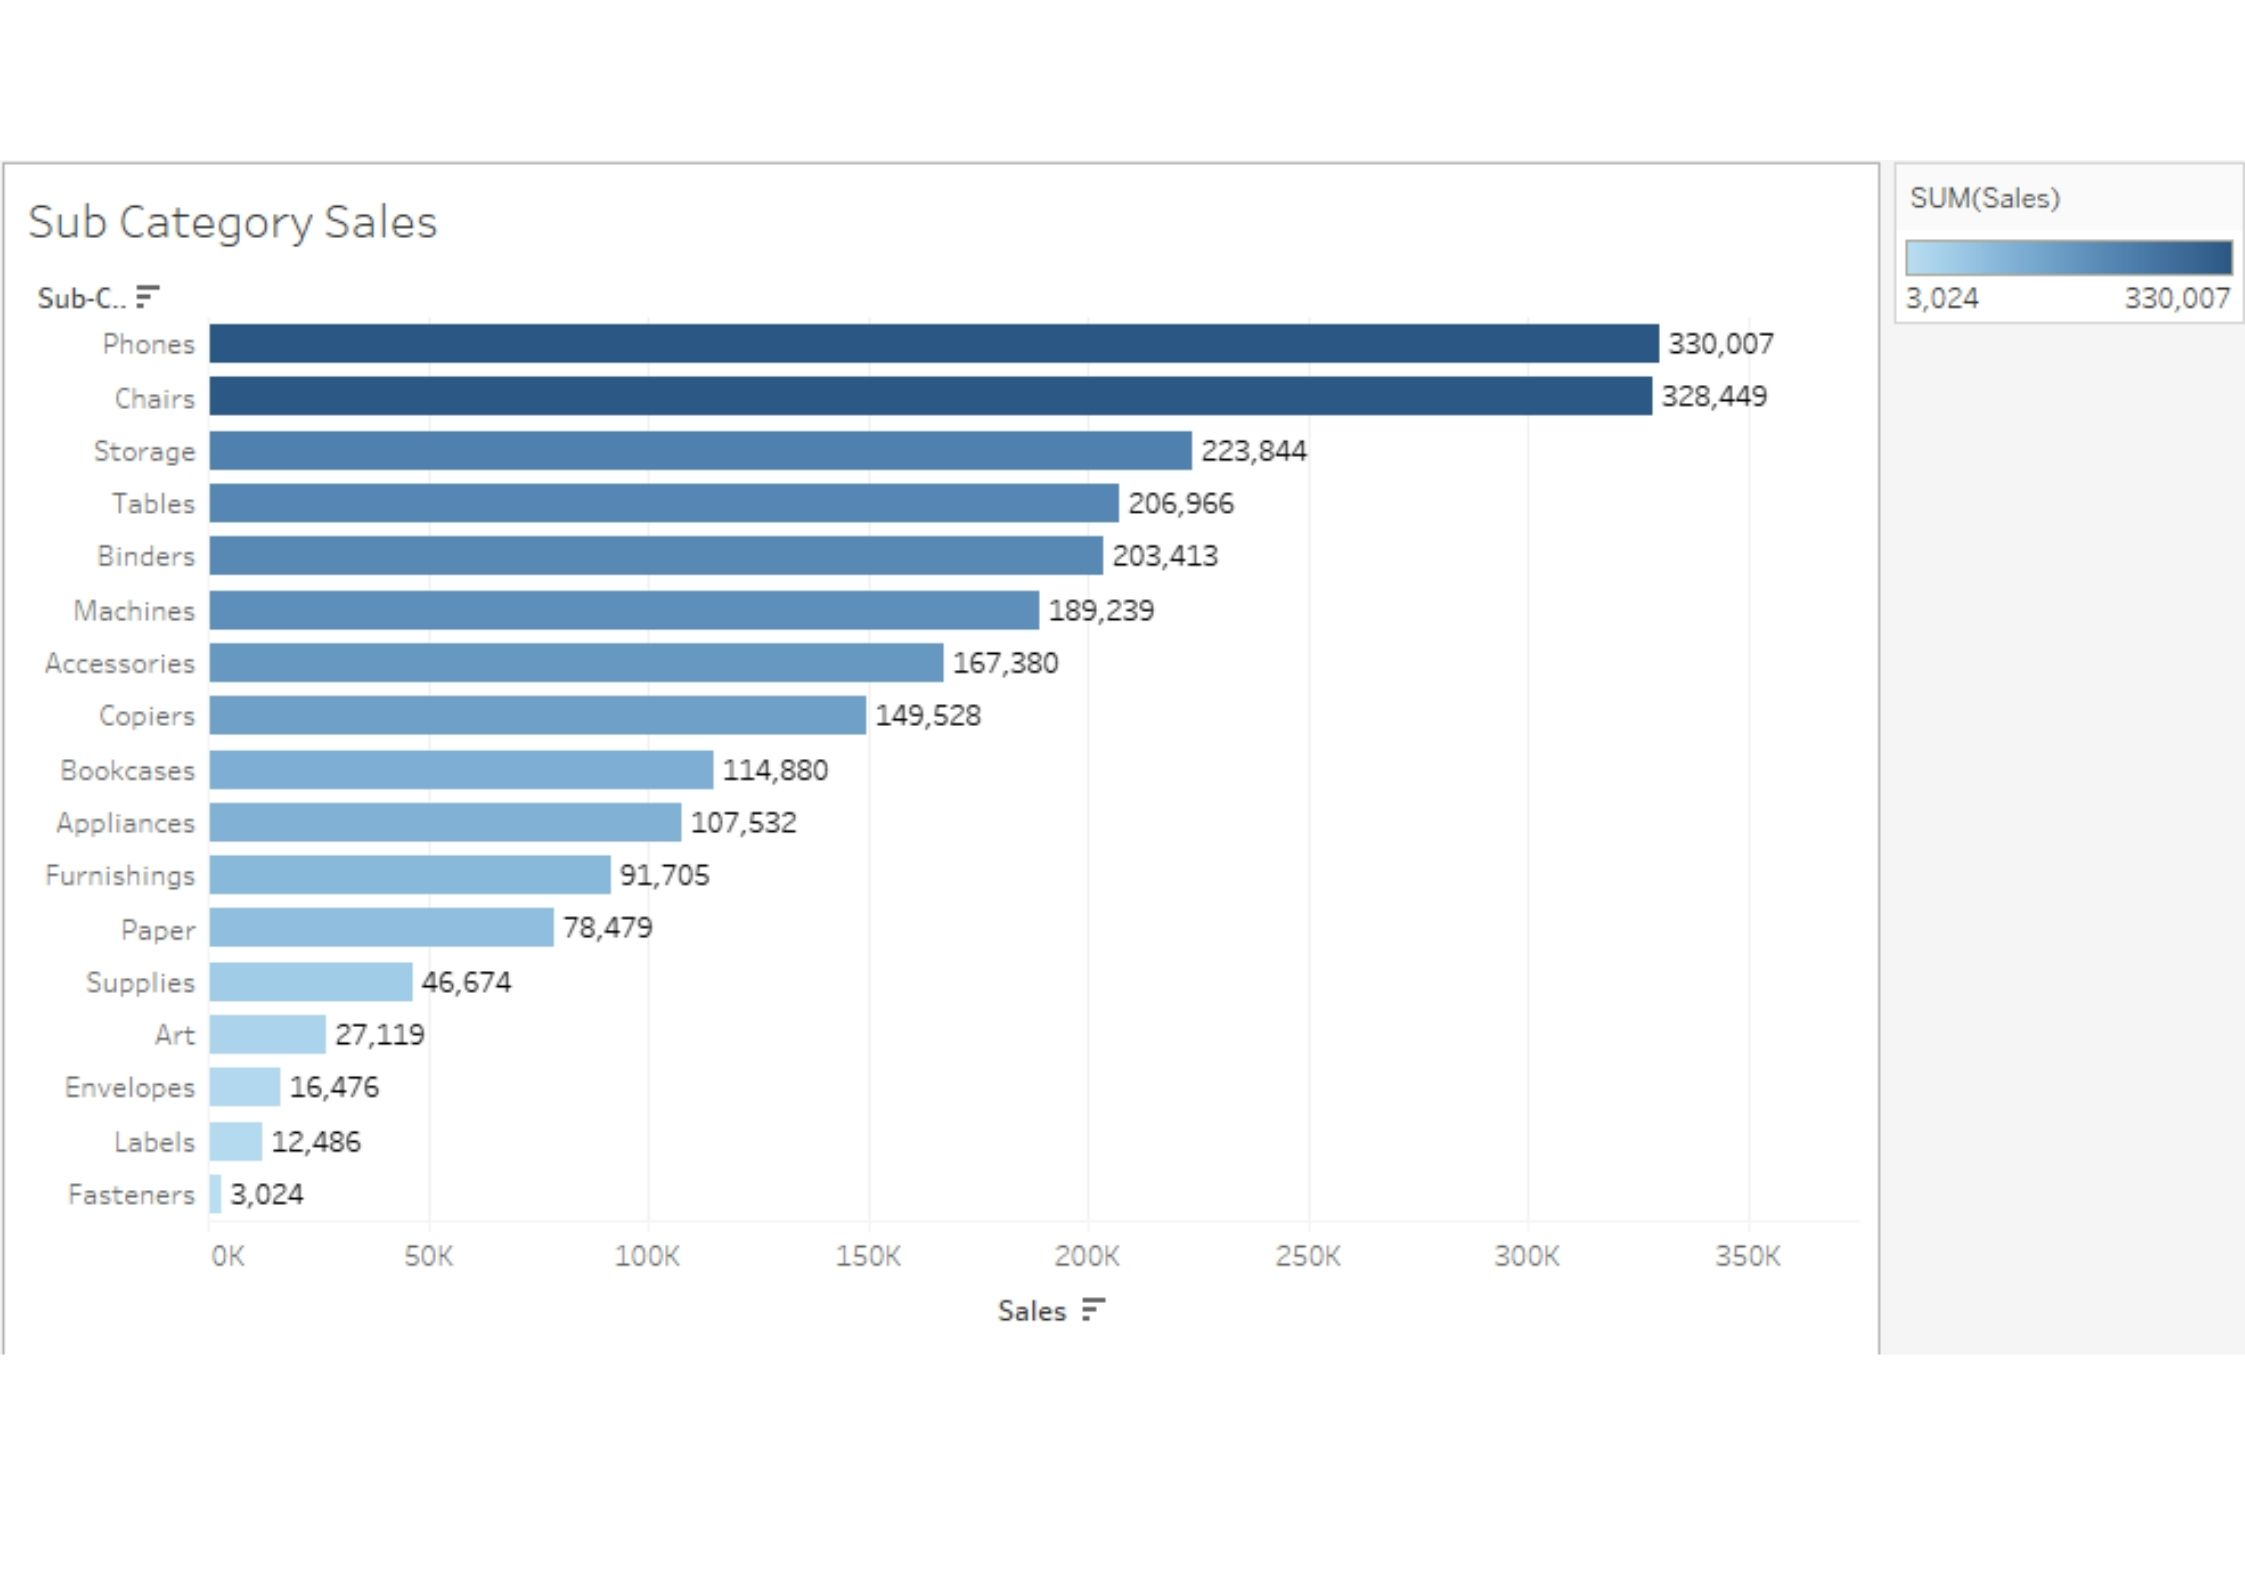 Sub Category Sales
SUM(Sales)
3,024 330,007
Sub-C..
Phones 330,007
Chairs 328,449
Storage 223,844
Tables 206,966
Binders 203,413
Machines 189,239
Accessories 167,380
Copiers 149,528
Bookcases 114,880
Appliances 107,532
Furnishings 91,705
Paper 78,479
Supplies 46,674
Art 27,119
Envelopes 16,476
Labels 12,486
Fasteners 3,024
0K 50K 100K 150K 200K 250K 300K 350K
Sales